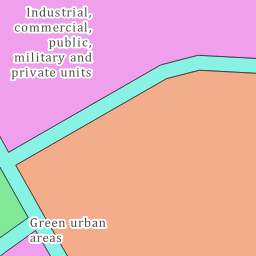 Industrial,
commercial,
public,
military and
private units
Green urban
areas